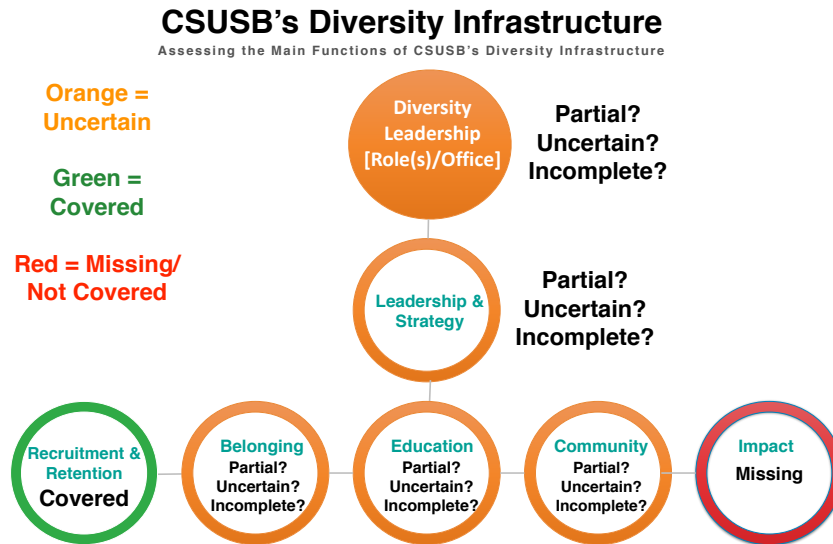 CSUSB's Diversity Infrastructure
Assessing the Main Functions of CSUSB's Diversity Infrastructure
Orange =
Uncertain
Green =
Covered
Red = Missing/
Not Covered
Diversity
Leadership
[Role(s)/Office]
Partial?
Uncertain?
Incomplete?
Leadership &
Strategy
Partial?
Uncertain?
Incomplete?
Recruitment &
Retention
Covered
Belonging
Partial?
Uncertain?
Incomplete?
Education
Partial?
Uncertain?
Incomplete?
Community
Partial?
Uncertain?
Incomplete?
Impact
Missing